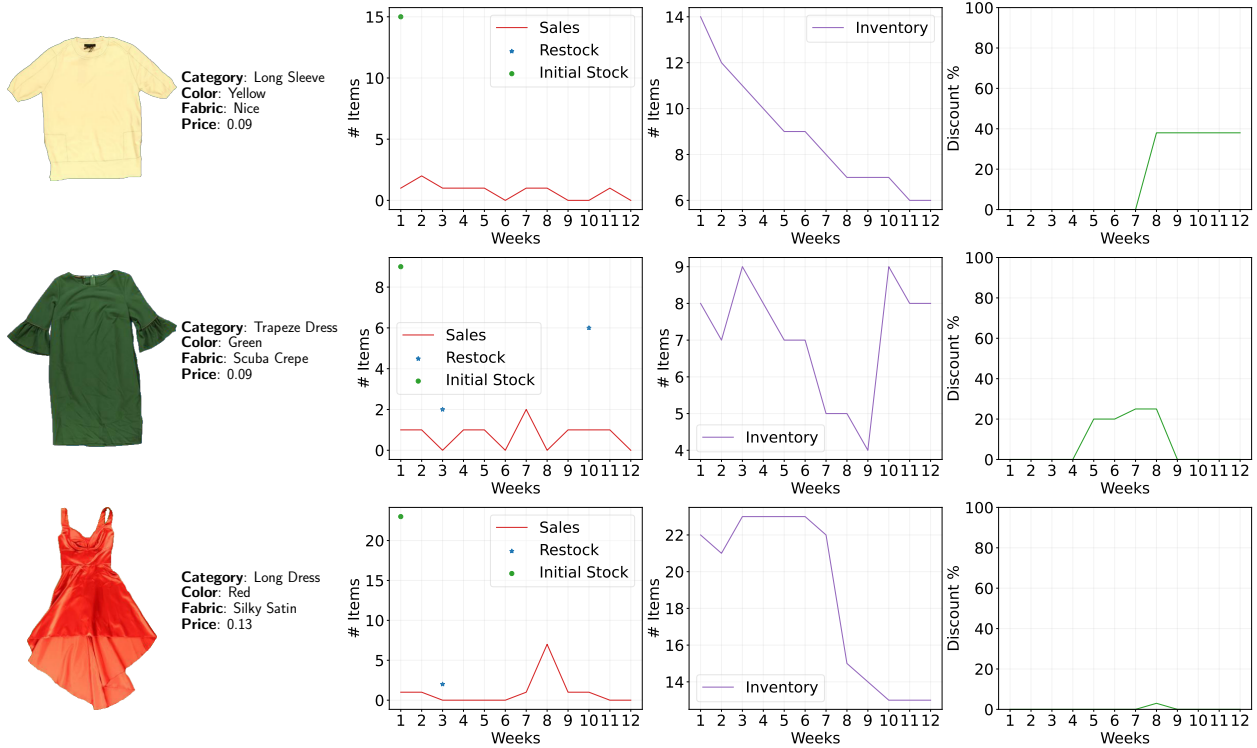 Category: Long Sleeve
Color: Yellow
Fabric: Nice
Price: 0.09
# Items
15
10
5
0
Sales
Restock
Initial Stock
1 2 3 4 5 6 7 8 9 10 11 12
Weeks
# Items
14
12
10
8
6
Inventory
1 2 3 4 5 6 7 8 9 10 11 12
Weeks
Discount %
100
80
60
40
20
0
1 2 3 4 5 6 7 8 9 10 11 12
Weeks
Category: Trapeze Dress
Color: Green
Fabric: Scuba Crepe
Price: 0.09
# Items
8
6
4
2
0
Sales
Restock
Initial Stock
1 2 3 4 5 6 7 8 9 10 11 12
Weeks
# Items
9
8
7
6
5
4
Inventory
1 2 3 4 5 6 7 8 9 10 11 12
Weeks
Discount %
100
80
60
40
20
0
1 2 3 4 5 6 7 8 9 10 11 12
Weeks
Category: Long Dress
Color: Red
Fabric: Silky Satin
Price: 0.13
# Items
20
15
10
5
0
Sales
Restock
Initial Stock
1 2 3 4 5 6 7 8 9 10 11 12
Weeks
# Items
22
20
18
16
14
Inventory
1 2 3 4 5 6 7 8 9 10 11 12
Weeks
Discount %
100
80
60
40
20
0
1 2 3 4 5 6 7 8 9 10 11 12
Weeks